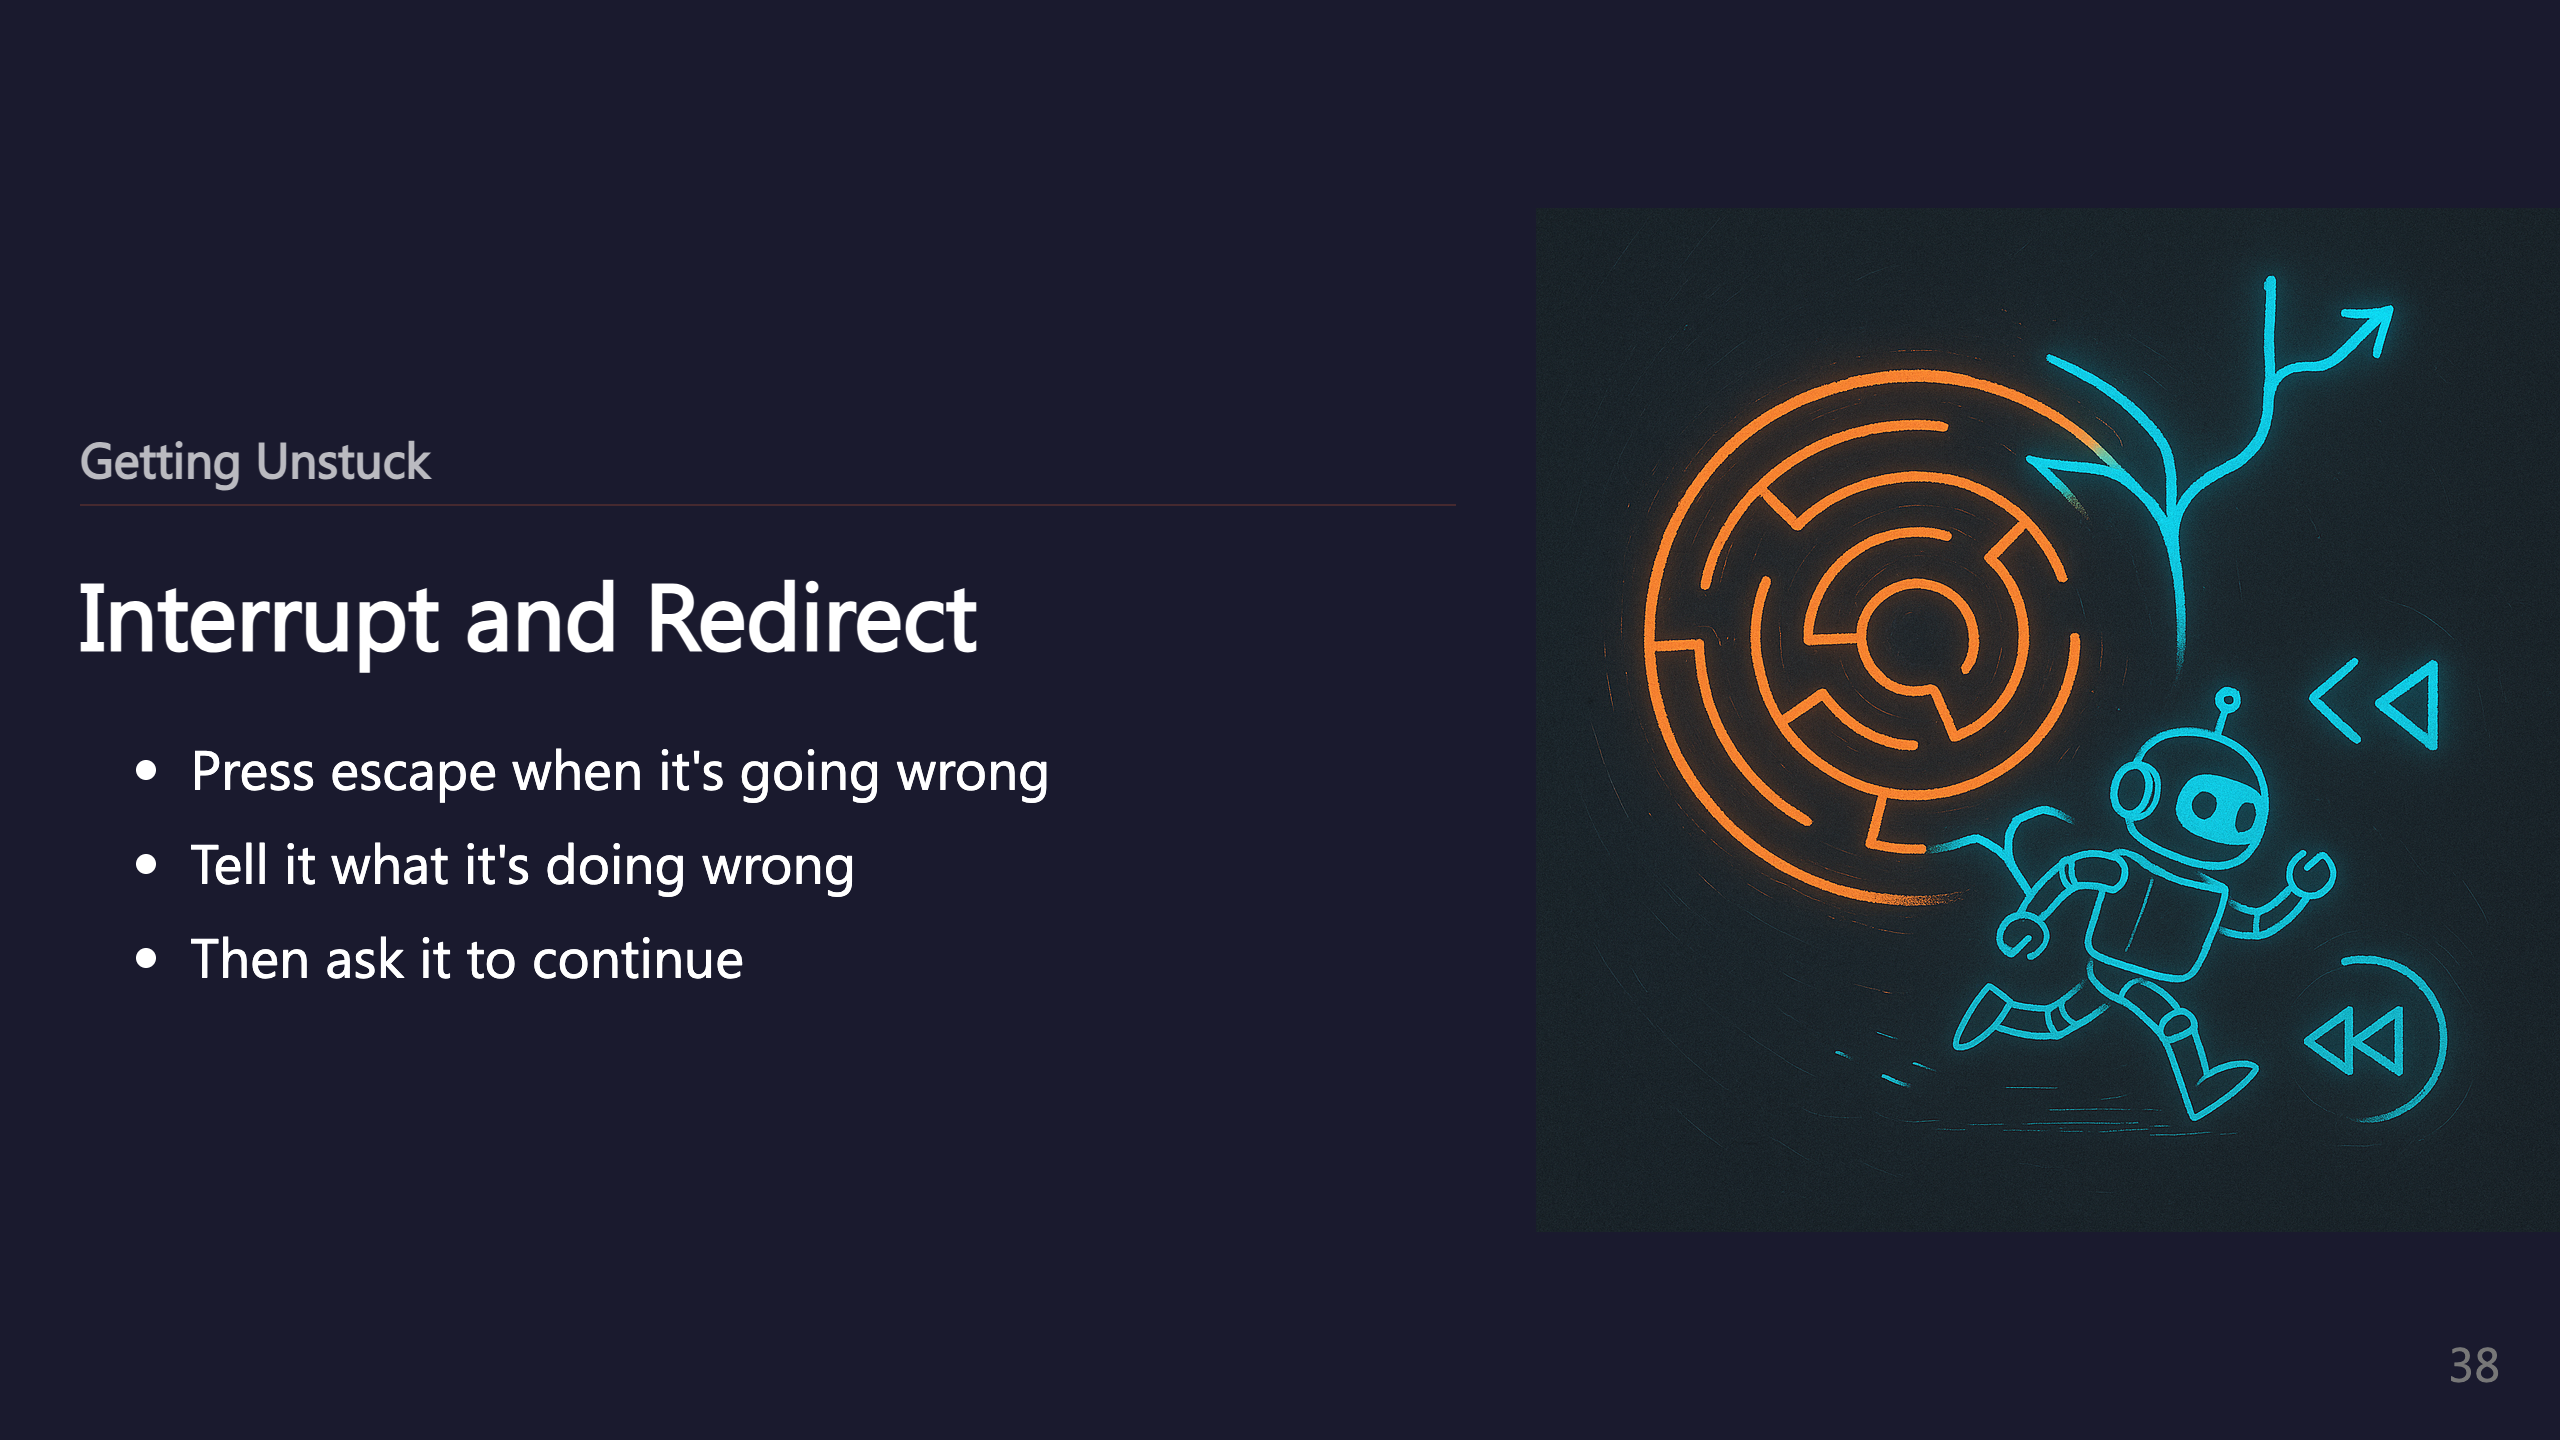 Getting Unstuck
Interrupt and Redirect
• Press escape when it's going wrong
• Tell it what it's doing wrong
• Then ask it to continue
38